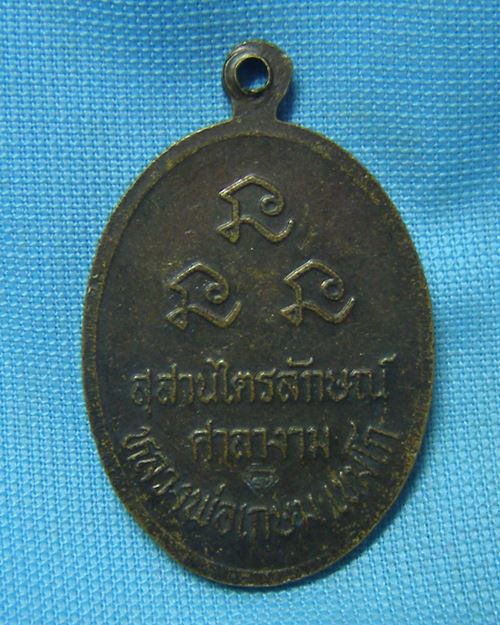 สุสานไตรลักษณ์
ศาลางาม
หลวงพ่อเกษม เขมโก